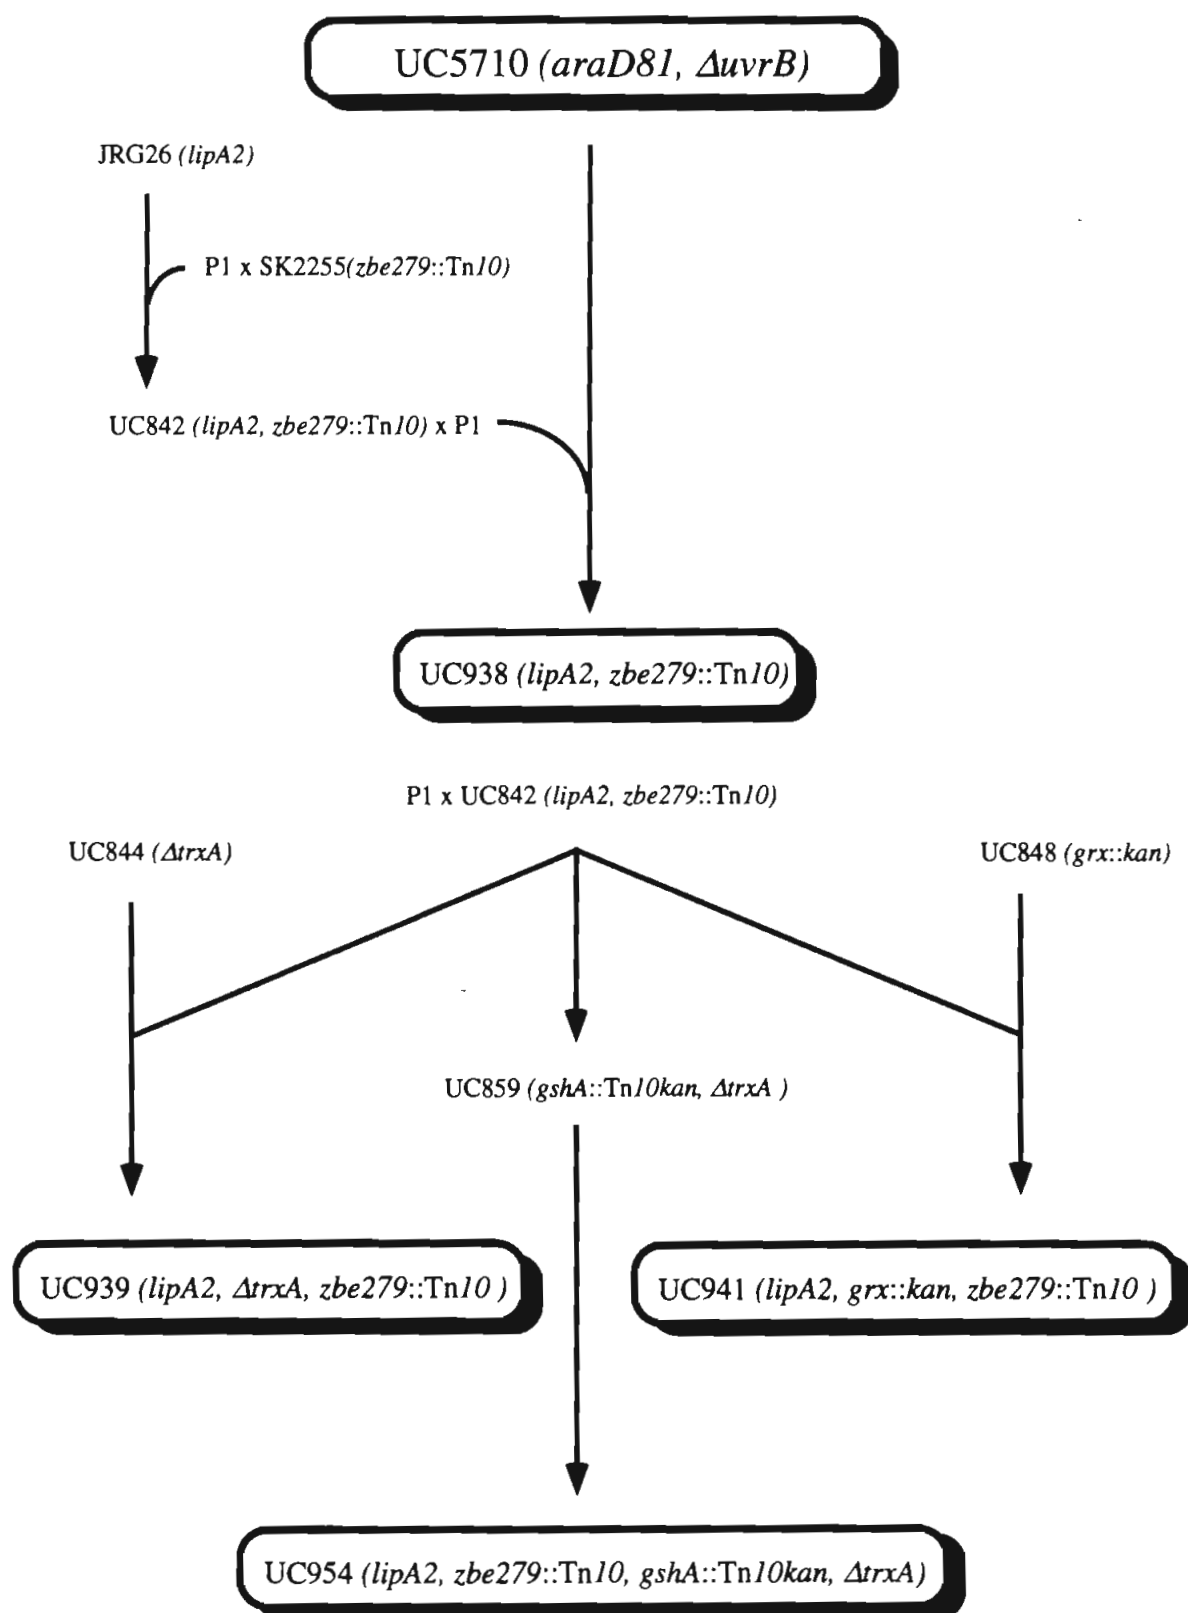 UC5710 (araD81, ΔuvrB)
JRG26 (lipA2)
P1 x SK2255(zbe279::Tn10)
UC842 (lipA2, zbe279::Tn10) x P1
UC938 (lipA2, zbe279::Tn10)
P1 x UC842 (lipA2, zbe279::Tn10)
UC844 (ΔtrxA)
UC848 (grx::kan)
UC859 (gshA::Tn10kan, ΔtrxA )
UC939 (lipA2, ΔtrxA, zbe279::Tn10 )
UC941 (lipA2, grx::kan, zbe279::Tn10 )
UC954 (lipA2, zbe279::Tn10, gshA::Tn10kan, ΔtrxA)